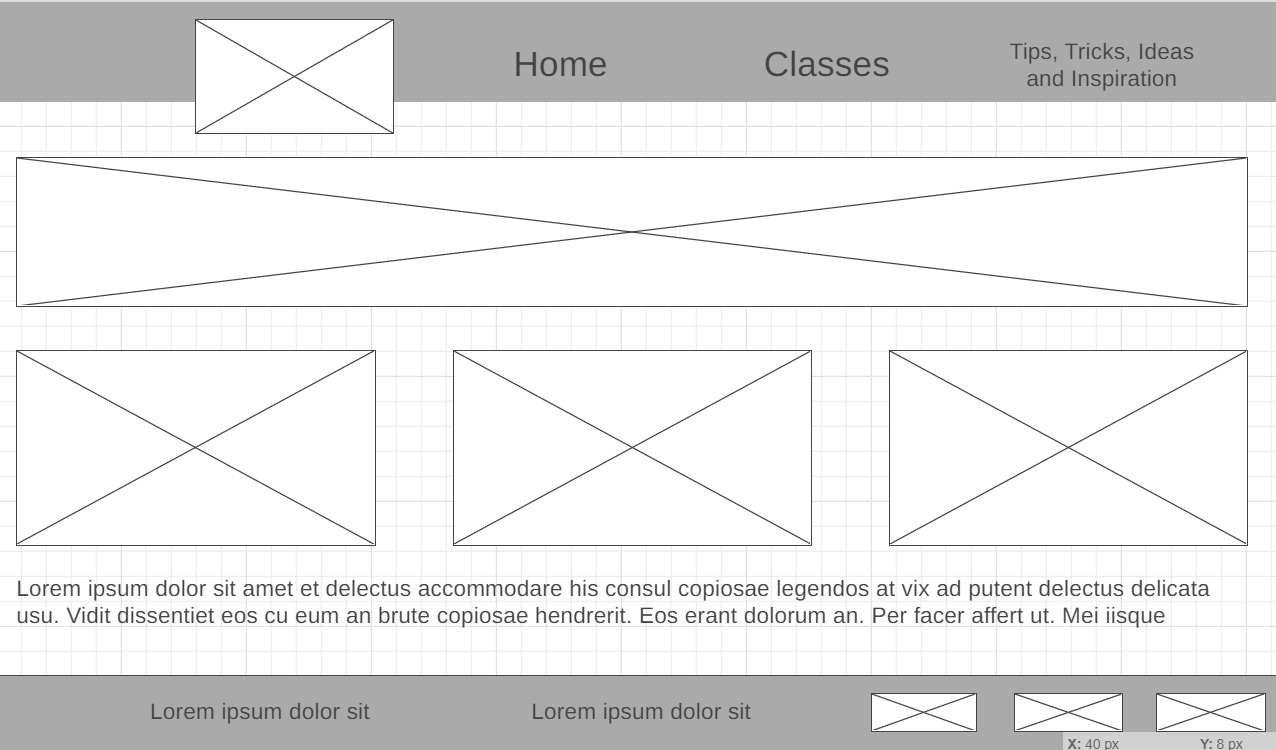 Home
Classes
Tips, Tricks, Ideas
and Inspiration
Lorem ipsum dolor sit amet et delectus accommodare his consul copiosae legendos at vix ad putent delectus delicata
usu. Vidit dissentiet eos cu eum an brute copiosae hendrerit. Eos erant dolorum an. Per facer affert ut. Mei iisque
Lorem ipsum dolor sit
Lorem ipsum dolor sit
X: 40 px
Y: 8 px